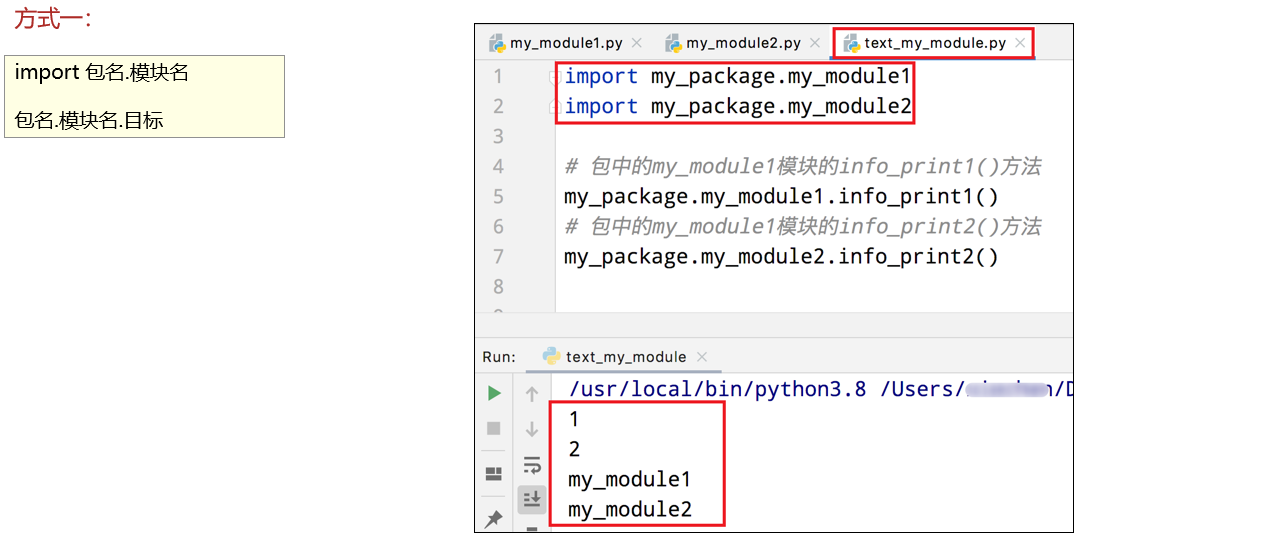 方式一：
import 包名.模块名
包名.模块名.目标
my_module1.py
my_module2.py
text_my_module.py
1 import my_package.my_module1
2 import my_package.my_module2
3
4 # 包中的my_module1模块的info_print1()方法
5 my_package.my_module1.info_print1()
6 # 包中的my_module1模块的info_print2()方法
7 my_package.my_module2.info_print2()
8
Run: text_my_module
/usr/local/bin/python3.8 /Users/
1
2
my_module1
my_module2